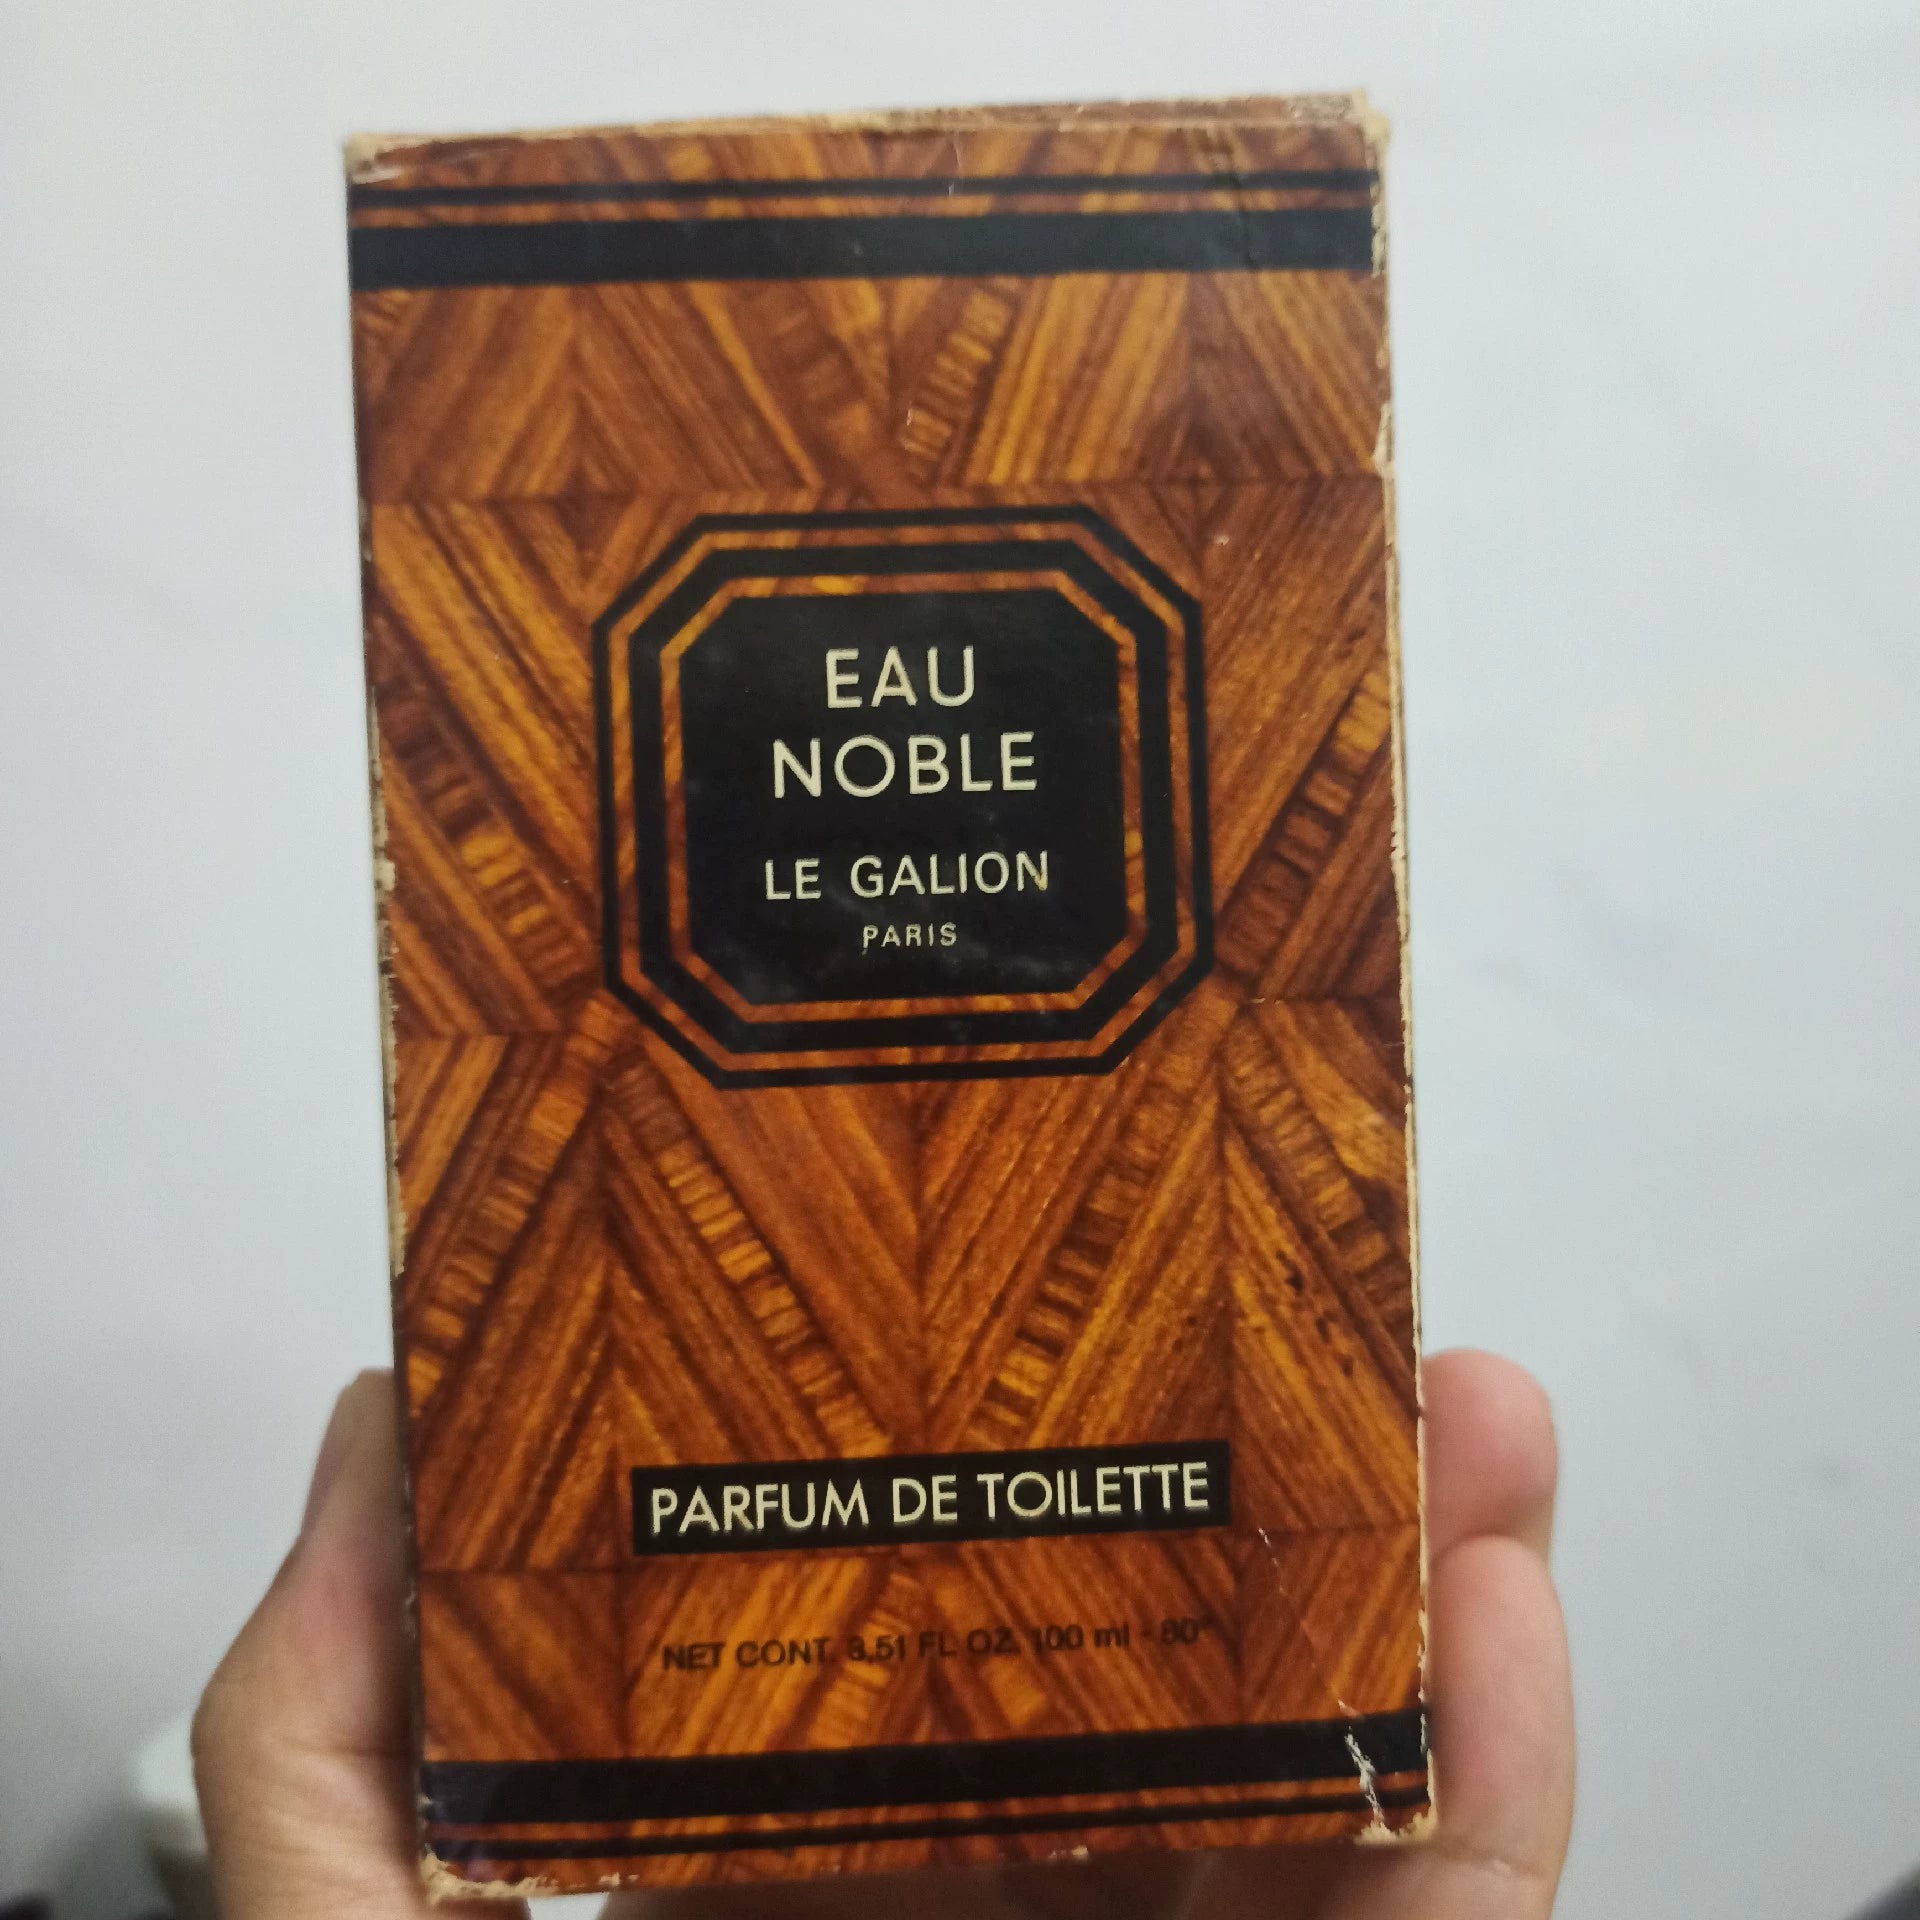 EAU
NOBLE
LE GALION
PARIS
PARFUM DE TOILETTE
NET CONT. 3,51 FL OZ. 100 ml - 80°